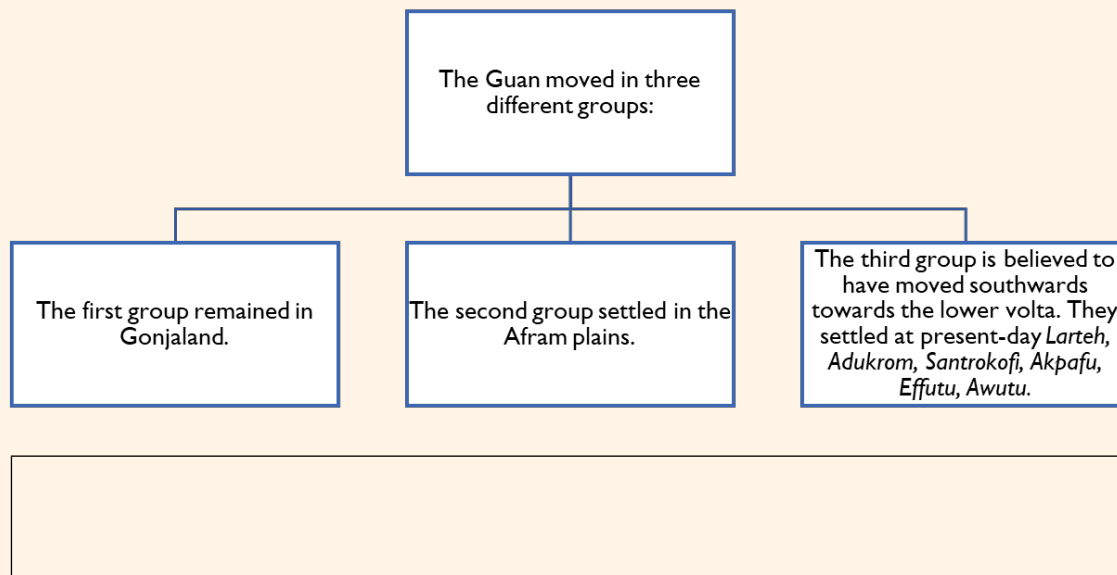 The Guan moved in three
different groups:
The first group remained in
Gonjaland.
The second group settled in the
Afram plains.
The third group is believed to
have moved southwards
towards the lower volta. They
settled at present-day Larteh,
Adukrom, Santrokofi, Akpafu,
Effutu, Awutu.